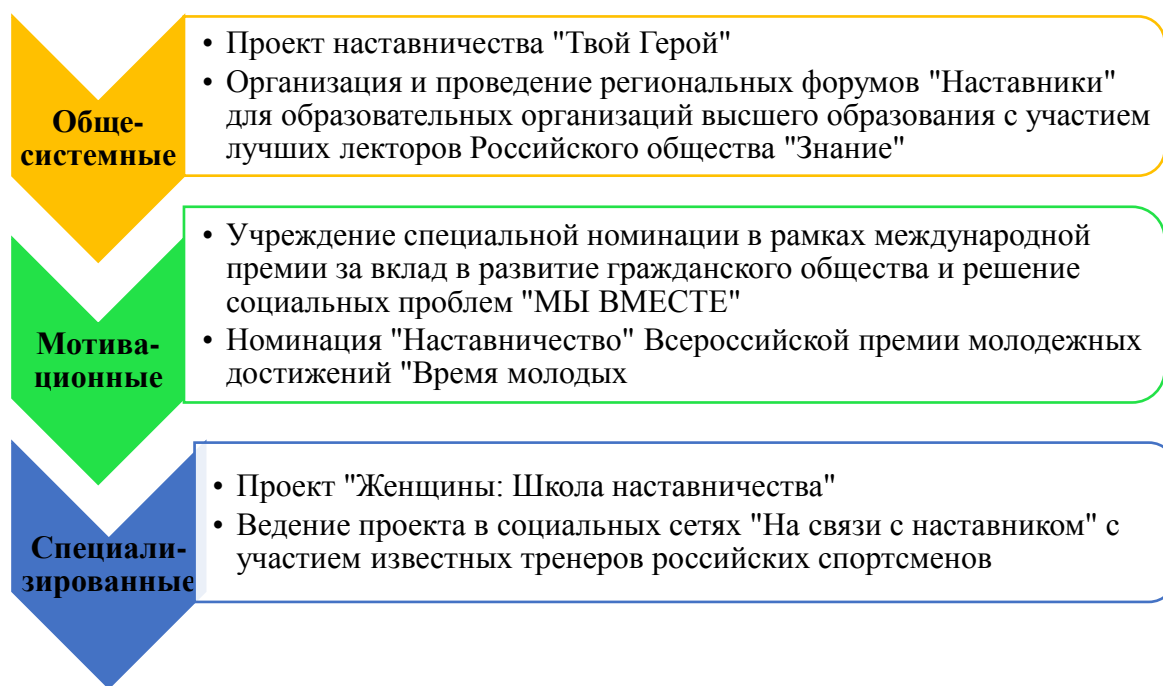 Обще-
системные
• Проект наставничества "Твой Герой"
• Организация и проведение региональных форумов "Наставники"
для образовательных организаций высшего образования с участием
лучших лекторов Российского общества "Знание"
Мотива-
ционные
• Учреждение специальной номинации в рамках международной
премии за вклад в развитие гражданского общества и решение
социальных проблем "МЫ ВМЕСТЕ"
• Номинация "Наставничество" Всероссийской премии молодежных
достижений "Время молодых
Специали-
зированные
• Проект "Женщины: Школа наставничества"
• Ведение проекта в социальных сетях "На связи с наставником" с
участием известных тренеров российских спортсменов